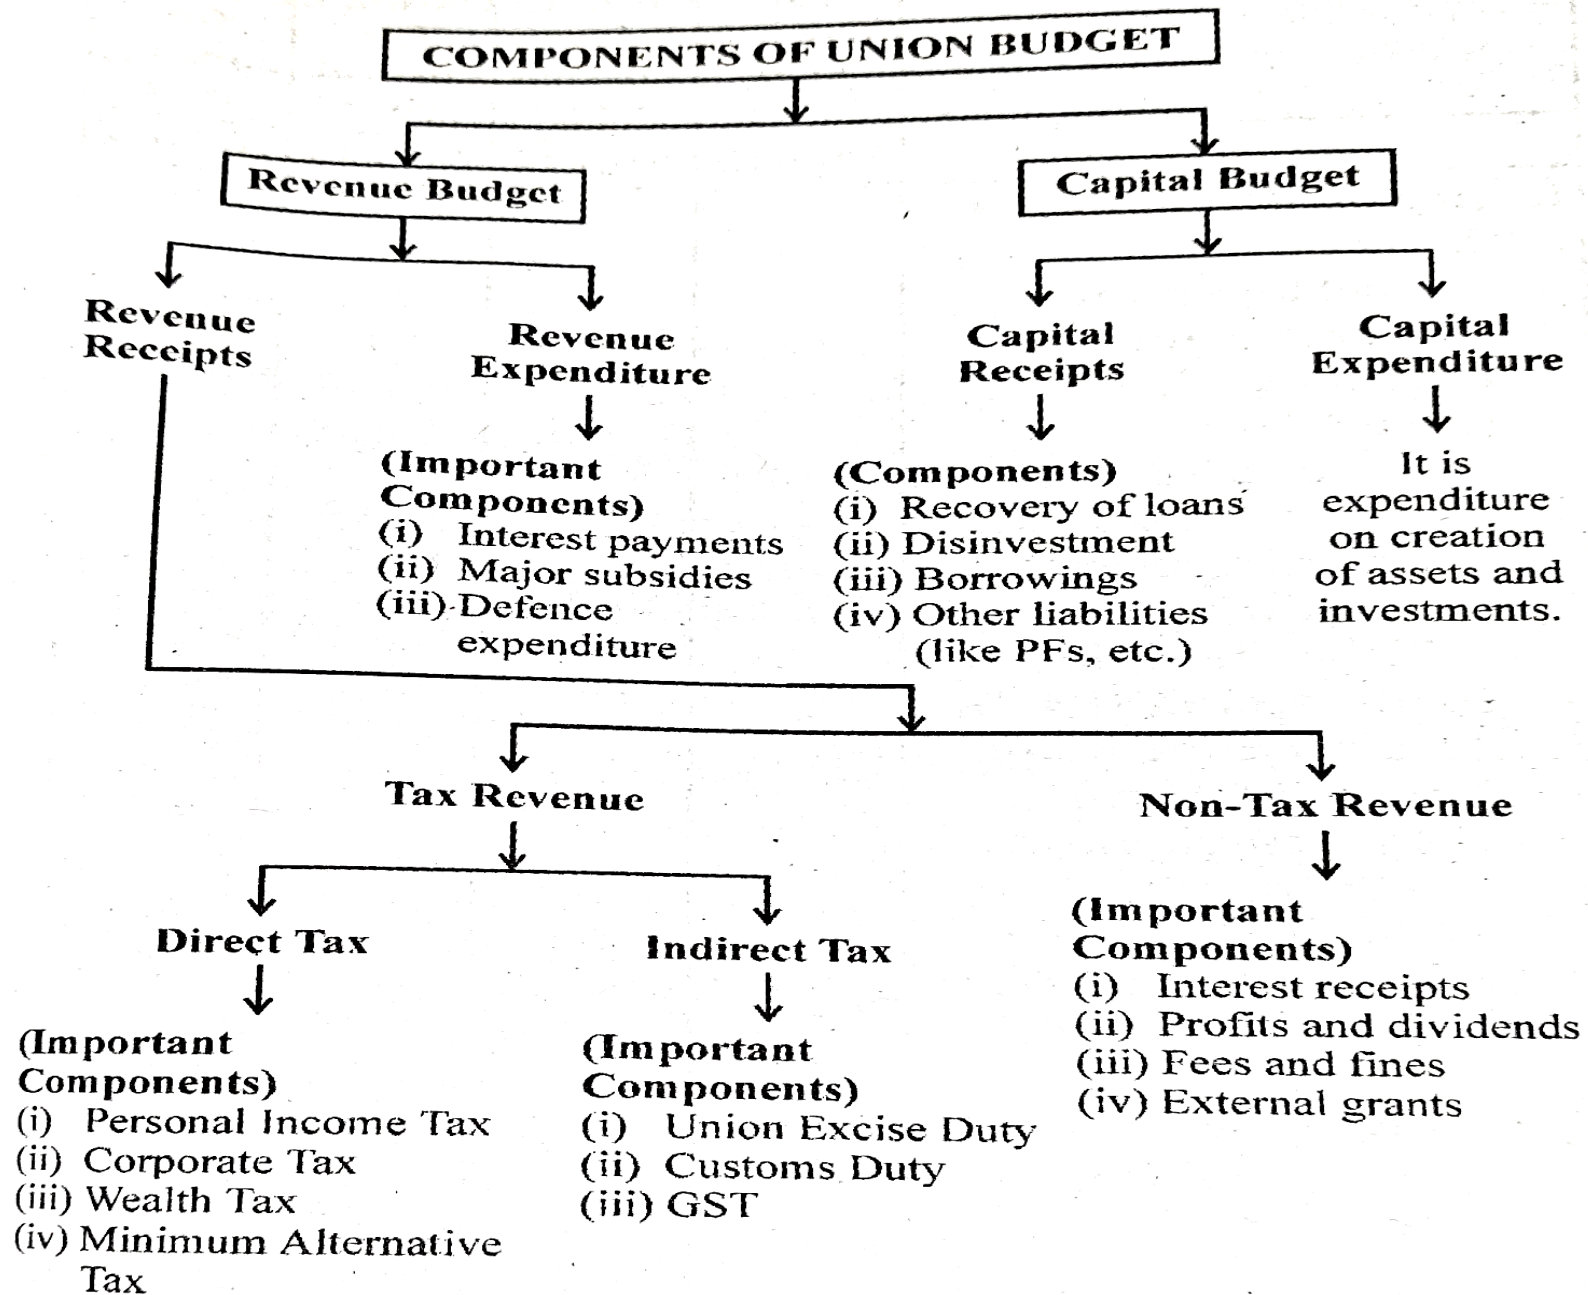 COMPONENTS OF UNION BUDGET
Revenue Budget
Capital Budget
Revenue
Receipts
Revenue
Expenditure
(Important
Components)
(i) Interest payments
(ii) Major subsidies
(iii) Defence
expenditure
Capital
Receipts
(Components)
(i) Recovery of loans
(ii) Disinvestment
(iii) Borrowings
(iv) Other liabilities
(like PFs, etc.)
Capital
Expenditure
It is
expenditure
on creation
of assets and
investments.
Tax Revenue
Non-Tax Revenue
Direct Tax
(Important
Components)
(i) Personal Income Tax
(ii) Corporate Tax
(iii) Wealth Tax
(iv) Minimum Alternative
Tax
Indirect Tax
(Important
Components)
(i) Union Excise Duty
(ii) Customs Duty
(iii) GST
(Important
Components)
(i) Interest receipts
(ii) Profits and dividends
(iii) Fees and fines
(iv) External grants